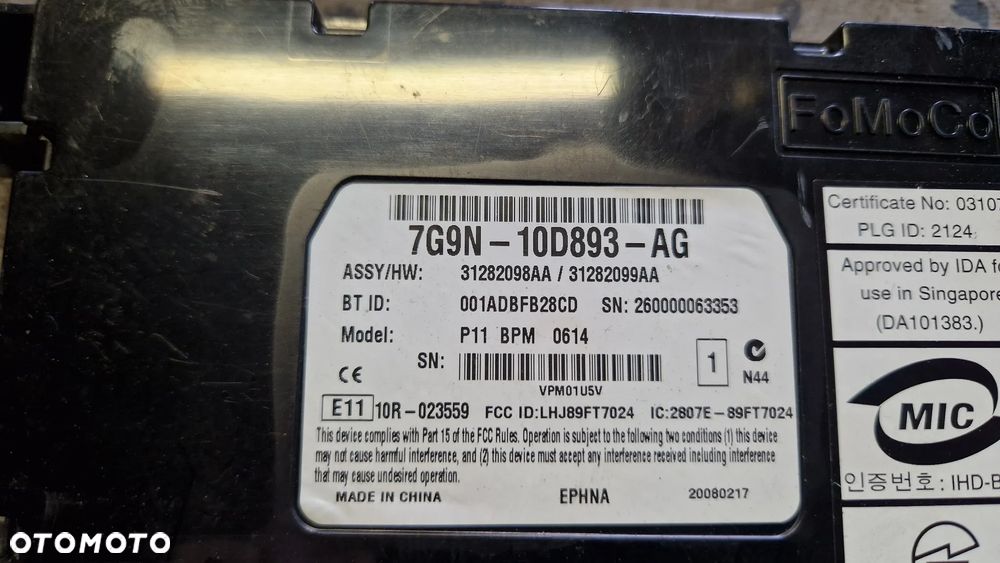 FoMoCo
7G9N-10D893-AG
ASSY/HW: 31282098AA / 31282099AA
BT ID: 001ADBFB28CD SN: 260000063353
Model: P11 BPM 0614
SN:
VPM01U5V
1
N44
CE
E11 10R-023559 FCC ID:LHJ89FT7024 IC:2807E-89FT7024
This device complies with Part 15 of the FCC Rules. Operation is subject to the following two conditions (1) this device
may not cause harmful interference, and (2) this device must accept any interference received including interference
that may cause undesired operation.
MADE IN CHINA EPHNA 20080217
Certificate No: 03107
PLG ID: 2124
Approved by IDA fo
use in Singapore
(DA101383.)
MIC
인증번호: IHD-B
OTOMOTO